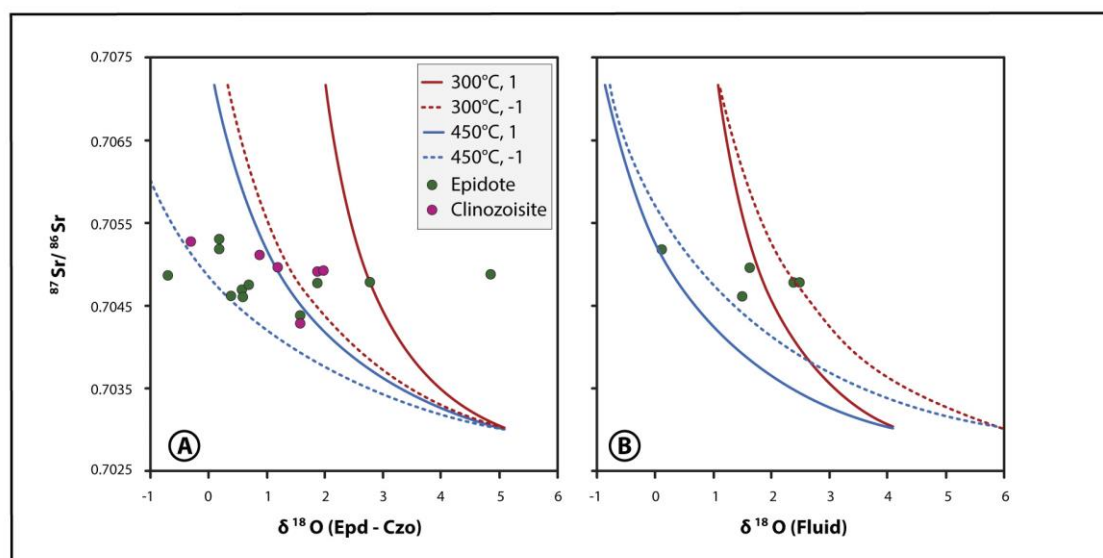 0.7075
0.7065
0.7055
0.7045
0.7035
0.7025
⁸⁷Sr/ ⁸⁶Sr
300°C, 1
300°C, -1
450°C, 1
450°C, -1
Epidote
Clinozoisite
A
-1 0 1 2 3 4 5 6
δ ¹⁸O (Epd - Czo)
B
-1 0 1 2 3 4 5 6
δ ¹⁸O (Fluid)